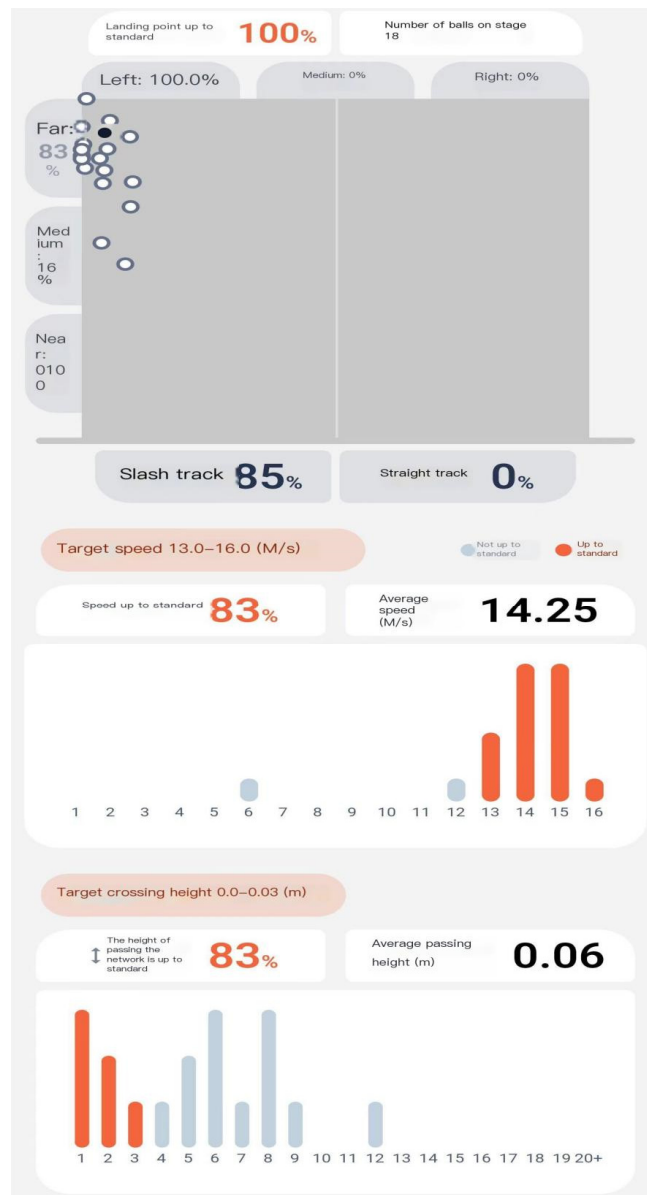 Landing point up to
standard
100%
Number of balls on stage
18
Left: 100.0%
Medium: 0%
Right: 0%
Far:
83
%
Med
ium
:
16
%
Nea
r:
010
0
Slash track 85%
Straight track 0%
Target speed 13.0–16.0 (M/s)
Not up to
standard
Up to
standard
Speed up to standard 83%
Average
speed
(M/s)
14.25
1 2 3 4 5 6 7 8 9 10 11 12 13 14 15 16
Target crossing height 0.0–0.03 (m)
The height of
passing the
network is up to
standard
83%
Average passing
height (m)
0.06
1 2 3 4 5 6 7 8 9 10 11 12 13 14 15 16 17 18 19 20+